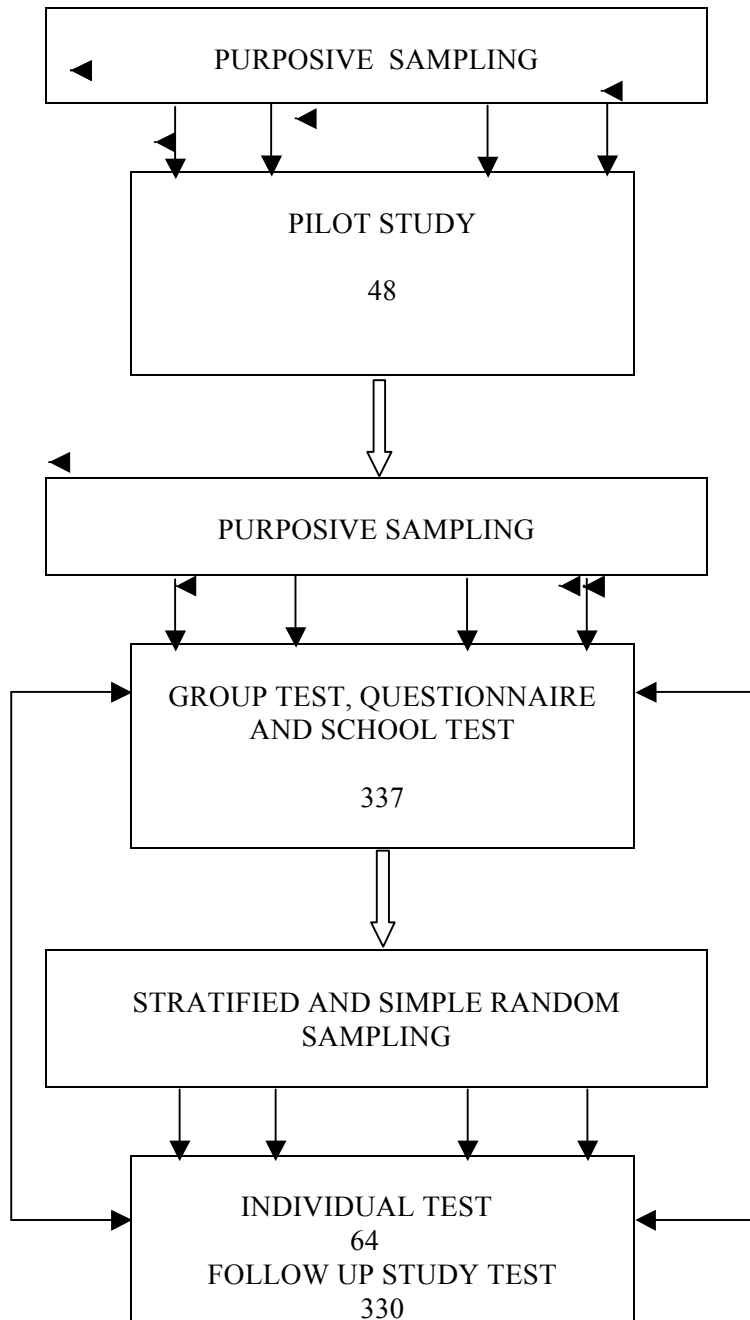 PURPOSIVE SAMPLING
PILOT STUDY
48
PURPOSIVE SAMPLING
GROUP TEST, QUESTIONNAIRE
AND SCHOOL TEST
337
STRATIFIED AND SIMPLE RANDOM
SAMPLING
INDIVIDUAL TEST
64
FOLLOW UP STUDY TEST
330